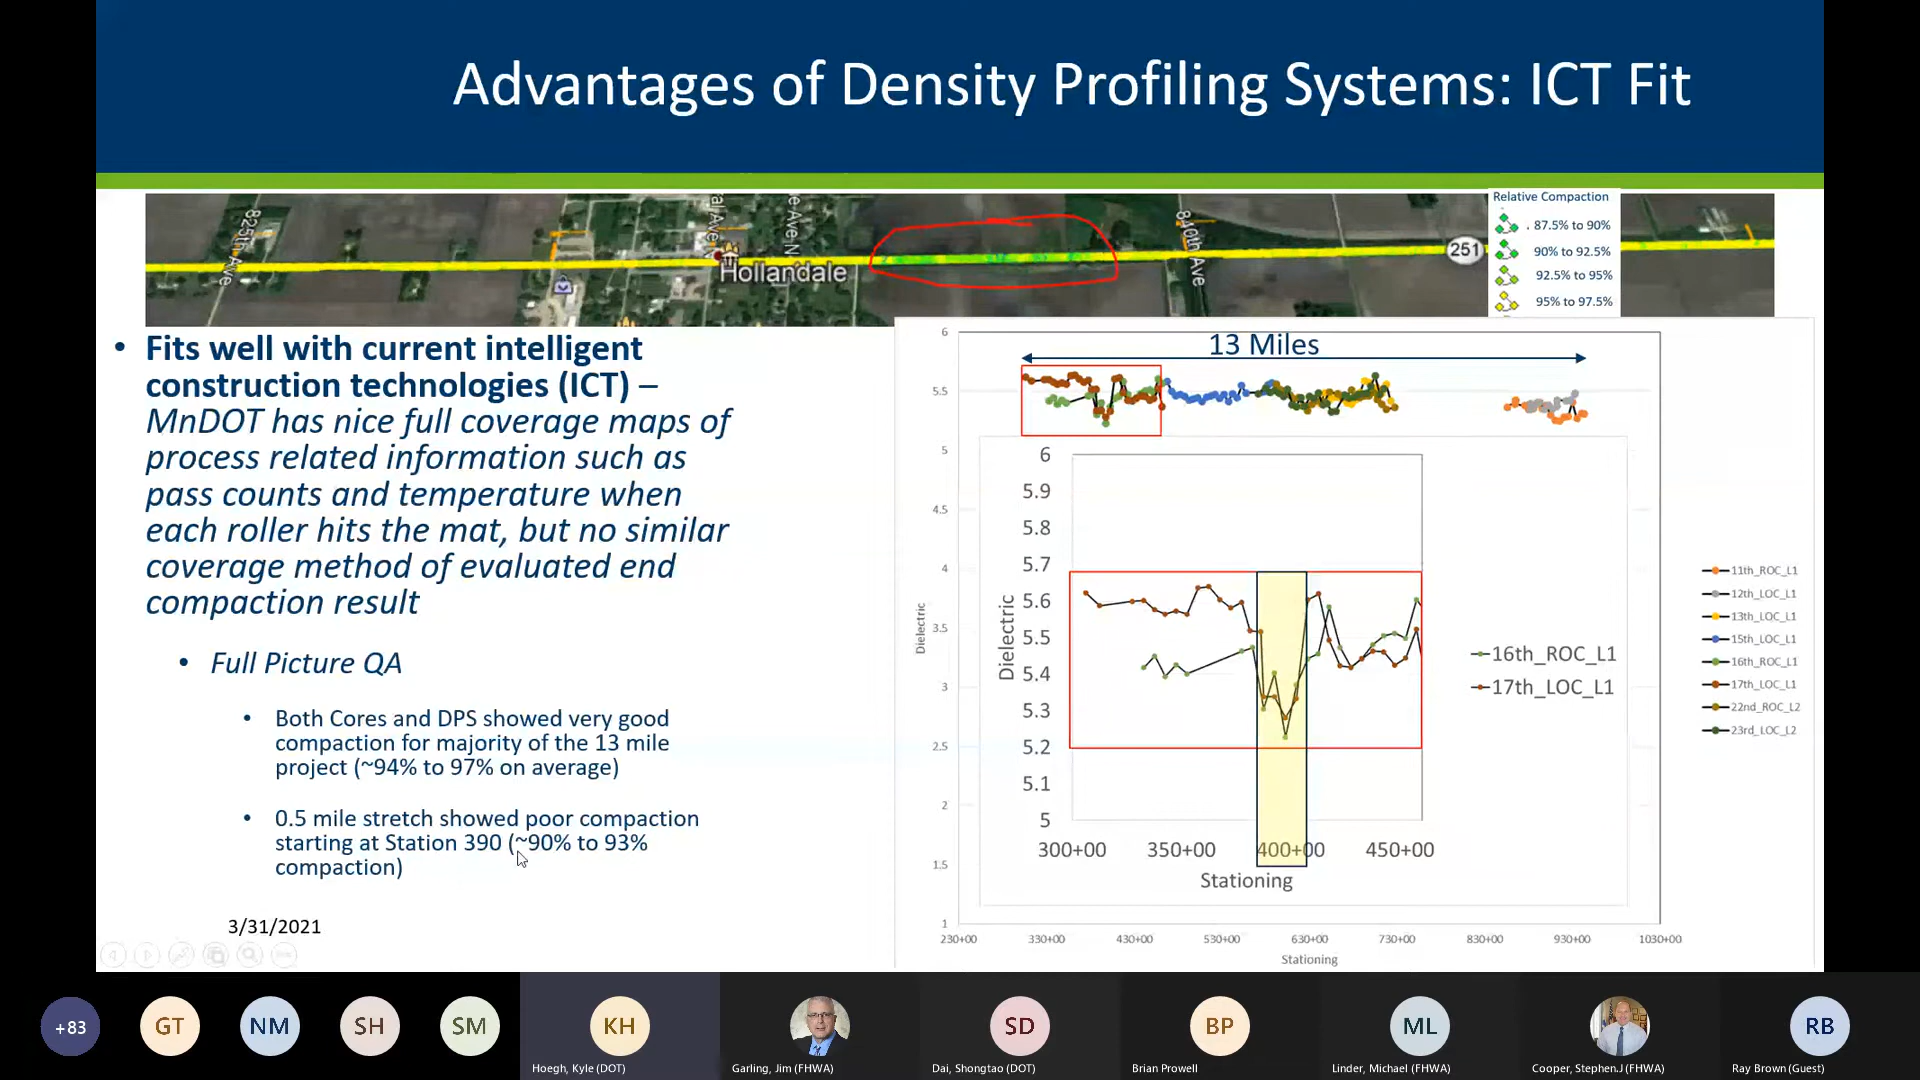 Advantages of Density Profiling Systems: ICT Fit
825th Ave
Hollandale
840th Ave
251
Relative Compaction
87.5% to 90%
90% to 92.5%
92.5% to 95%
95% to 97.5%
• Fits well with current intelligent
construction technologies (ICT) –
MnDOT has nice full coverage maps of
process related information such as
pass counts and temperature when
each roller hits the mat, but no similar
coverage method of evaluated end
compaction result
• Full Picture QA
• Both Cores and DPS showed very good
compaction for majority of the 13 mile
project (~94% to 97% on average)
• 0.5 mile stretch showed poor compaction
starting at Station 390 (~90% to 93%
compaction)
3/31/2021
13 Miles
6
5.5
5
4.5
4
3.5
3
2.5
2
1.5
1
Dielectric
230+00 330+00 430+00 530+00 630+00 730+00 830+00 930+00 1030+00
Stationing
6
5.9
5.8
5.7
5.6
5.5
5.4
5.3
5.2
5.1
5
Dielectric
300+00 350+00 400+00 450+00
Stationing
16th_ROC_L1
17th_LOC_L1
11th_ROC_L1
12th_LOC_L1
13th_LOC_L1
15th_LOC_L1
16th_ROC_L1
17th_LOC_L1
22nd_ROC_L2
23rd_LOC_L2
+83
GT
NM
SH
SM
KH
SD
BP
ML
RB
Hoegh, Kyle (DOT)
Garling, Jim (FHWA)
Dai, Shongtao (DOT)
Brian Prowell
Linder, Michael (FHWA)
Cooper, Stephen.J (FHWA)
Ray Brown (Guest)